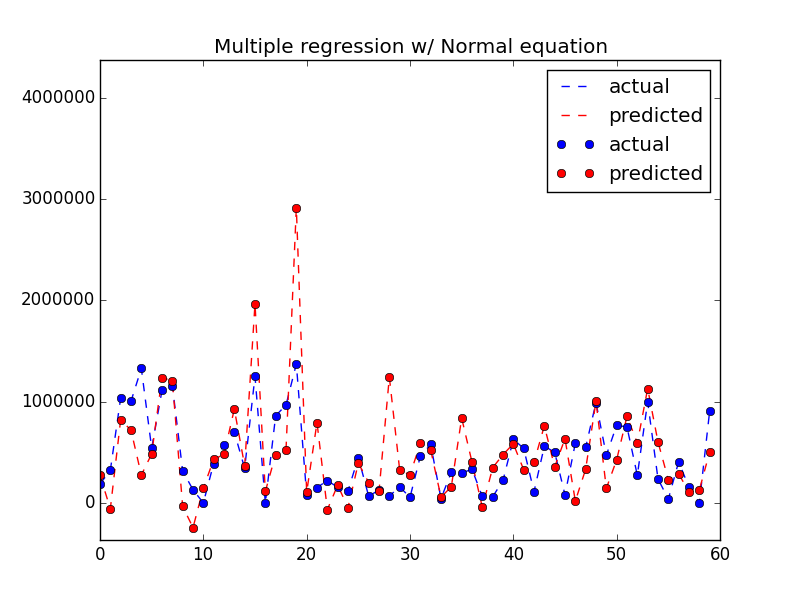 Multiple regression w/ Normal equation
4000000
3000000
2000000
1000000
0
0 10 20 30 40 50 60
actual
predicted
actual
predicted